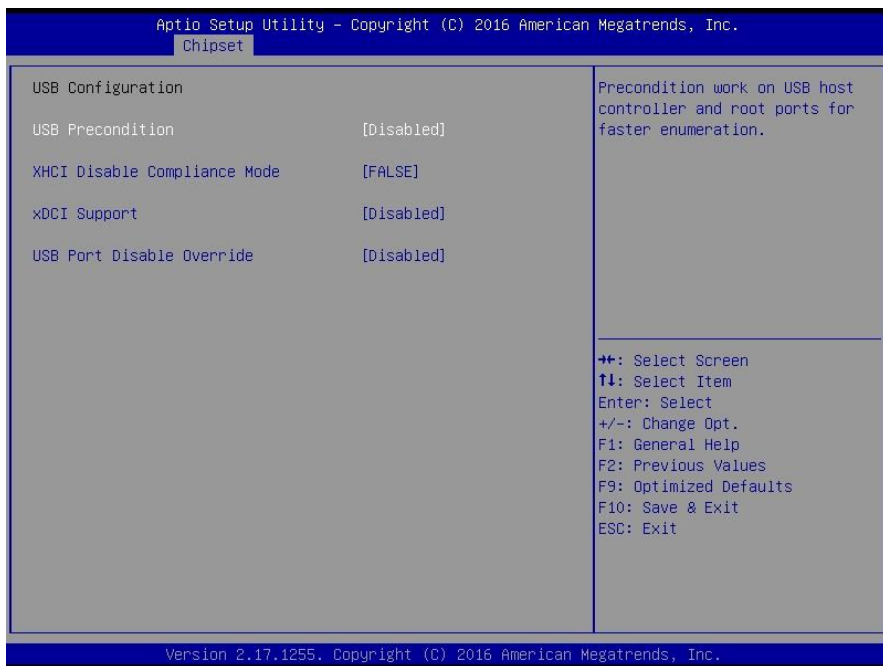 Aptio Setup Utility – Copyright (C) 2016 American Megatrends, Inc.
Chipset
USB Configuration
USB Precondition [Disabled]
XHCI Disable Compliance Mode [FALSE]
xDCI Support [Disabled]
USB Port Disable Override [Disabled]
Precondition work on USB host
controller and root ports for
faster enumeration.
→←: Select Screen
↑↓: Select Item
Enter: Select
+/-: Change Opt.
F1: General Help
F2: Previous Values
F9: Optimized Defaults
F10: Save & Exit
ESC: Exit
Version 2.17.1255. Copyright (C) 2016 American Megatrends, Inc.